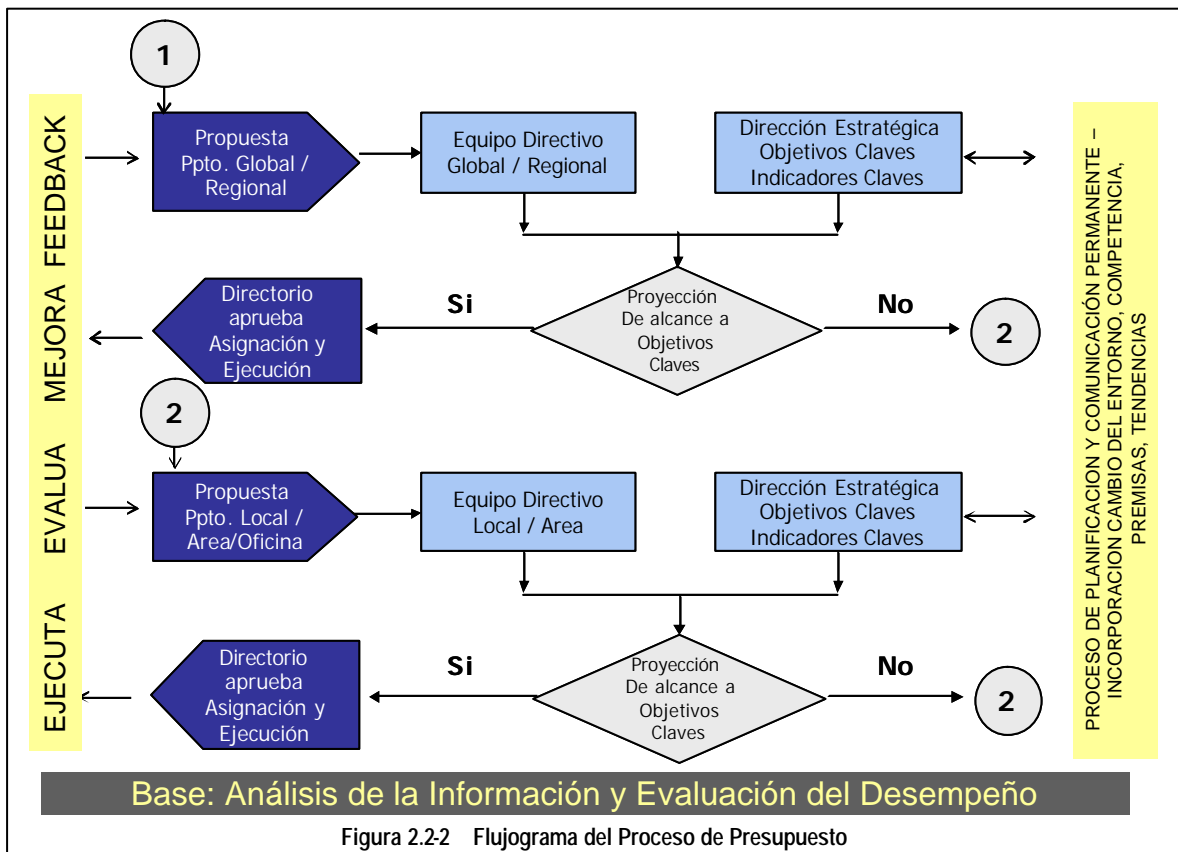 1
MEJORA FEEDBACK
EJECUTA EVALUA
Propuesta
Ppto. Global /
Regional
Equipo Directivo
Global / Regional
Dirección Estratégica
Objetivos Claves
Indicadores Claves
Directorio
aprueba
Asignación y
Ejecución
Si
Proyección
De alcance a
Objetivos
Claves
No
2
2
Propuesta
Ppto. Local /
Area/Oficina
Equipo Directivo
Local / Area
Dirección Estratégica
Objetivos Claves
Indicadores Claves
Directorio
aprueba
Asignación y
Ejecución
Si
Proyección
De alcance a
Objetivos
Claves
No
2
PROCESO DE PLANIFICACION Y COMUNICACIÓN PERMANENTE –
INCORPORACION CAMBIO DEL ENTORNO, COMPETENCIA,
PREMISAS, TENDENCIAS
Base: Análisis de la Información y Evaluación del Desempeño
Figura 2.2-2 Flujograma del Proceso de Presupuesto